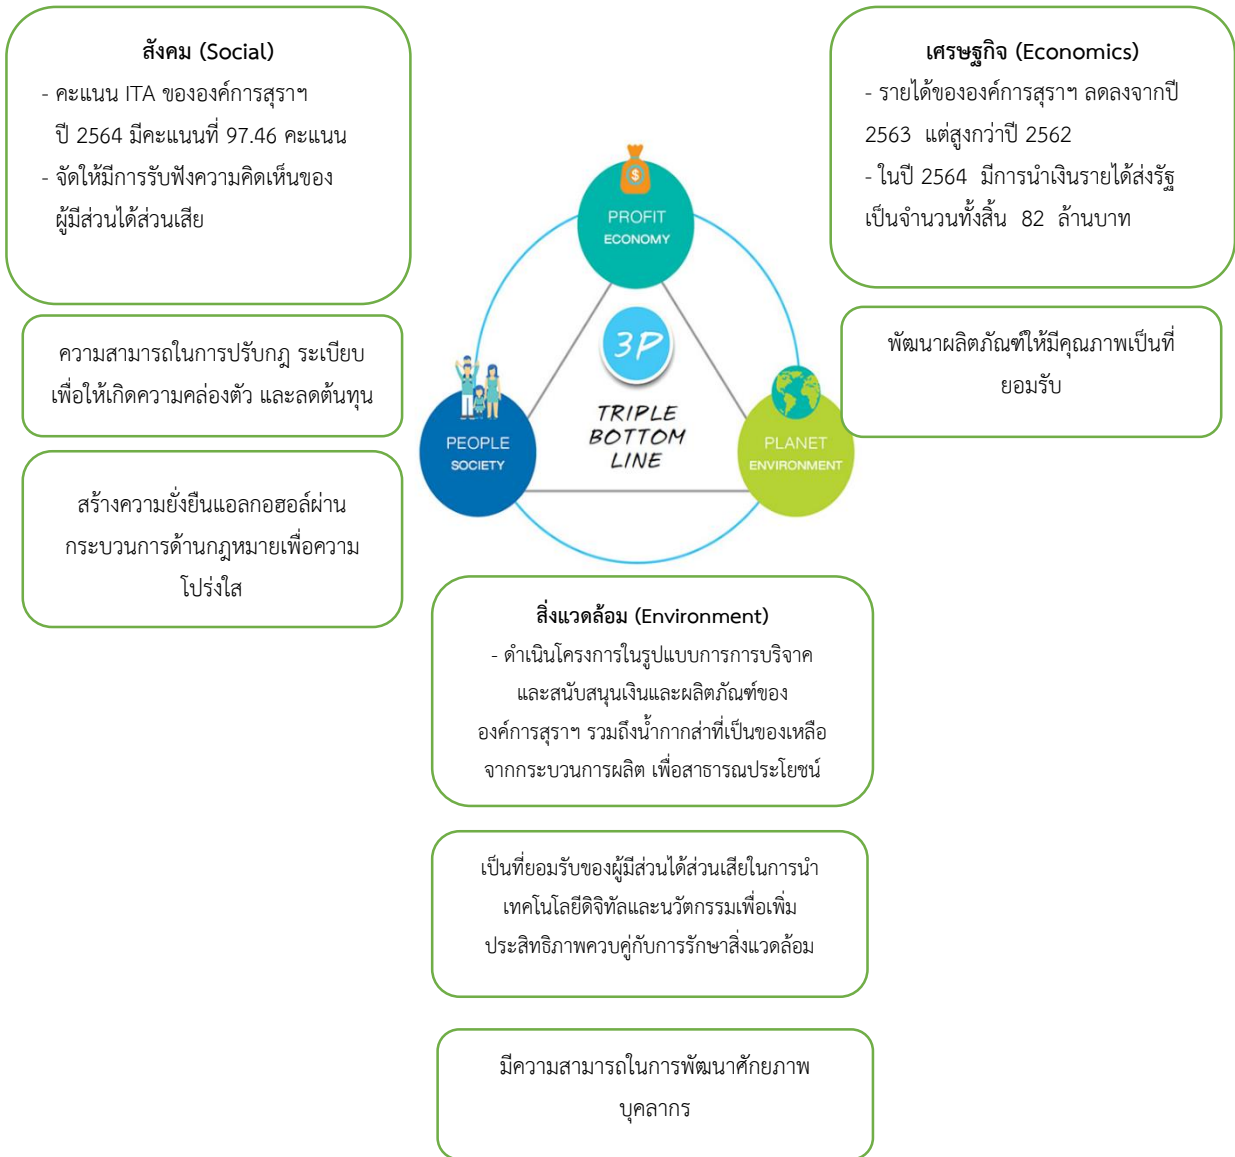 สังคม (Social)
- คะแนน ITA ขององค์การสุราฯ
ปี 2564 มีคะแนนที่ 97.46 คะแนน
- จัดให้มีการรับฟังความคิดเห็นของ
ผู้มีส่วนได้ส่วนเสีย
ความสามารถในการปรับกฎ ระเบียบ
เพื่อให้เกิดความคล่องตัว และลดต้นทุน
สร้างความยั่งยืนแอลกอฮอล์ผ่าน
กระบวนการด้านกฎหมายเพื่อความ
โปร่งใส
PROFIT
ECONOMY
3P
TRIPLE
BOTTOM
LINE
PEOPLE
SOCIETY
PLANET
ENVIRONMENT
เศรษฐกิจ (Economics)
- รายได้ขององค์การสุราฯ ลดลงจากปี
2563 แต่สูงกว่าปี 2562
- ในปี 2564 มีการนำเงินรายได้ส่งรัฐ
เป็นจำนวนทั้งสิ้น 82 ล้านบาท
พัฒนาผลิตภัณฑ์ให้มีคุณภาพเป็นที่
ยอมรับ
สิ่งแวดล้อม (Environment)
- ดำเนินโครงการในรูปแบบการการบริจาค
และสนับสนุนเงินและผลิตภัณฑ์ของ
องค์การสุราฯ รวมถึงน้ำกากส่าที่เป็นของเหลือ
จากกระบวนการผลิต เพื่อสาธารณประโยชน์
เป็นที่ยอมรับของผู้มีส่วนได้ส่วนเสียในการนำ
เทคโนโลยีดิจิทัลและนวัตกรรมเพื่อเพิ่ม
ประสิทธิภาพควบคู่กับการรักษาสิ่งแวดล้อม
มีความสามารถในการพัฒนาศักยภาพ
บุคลากร